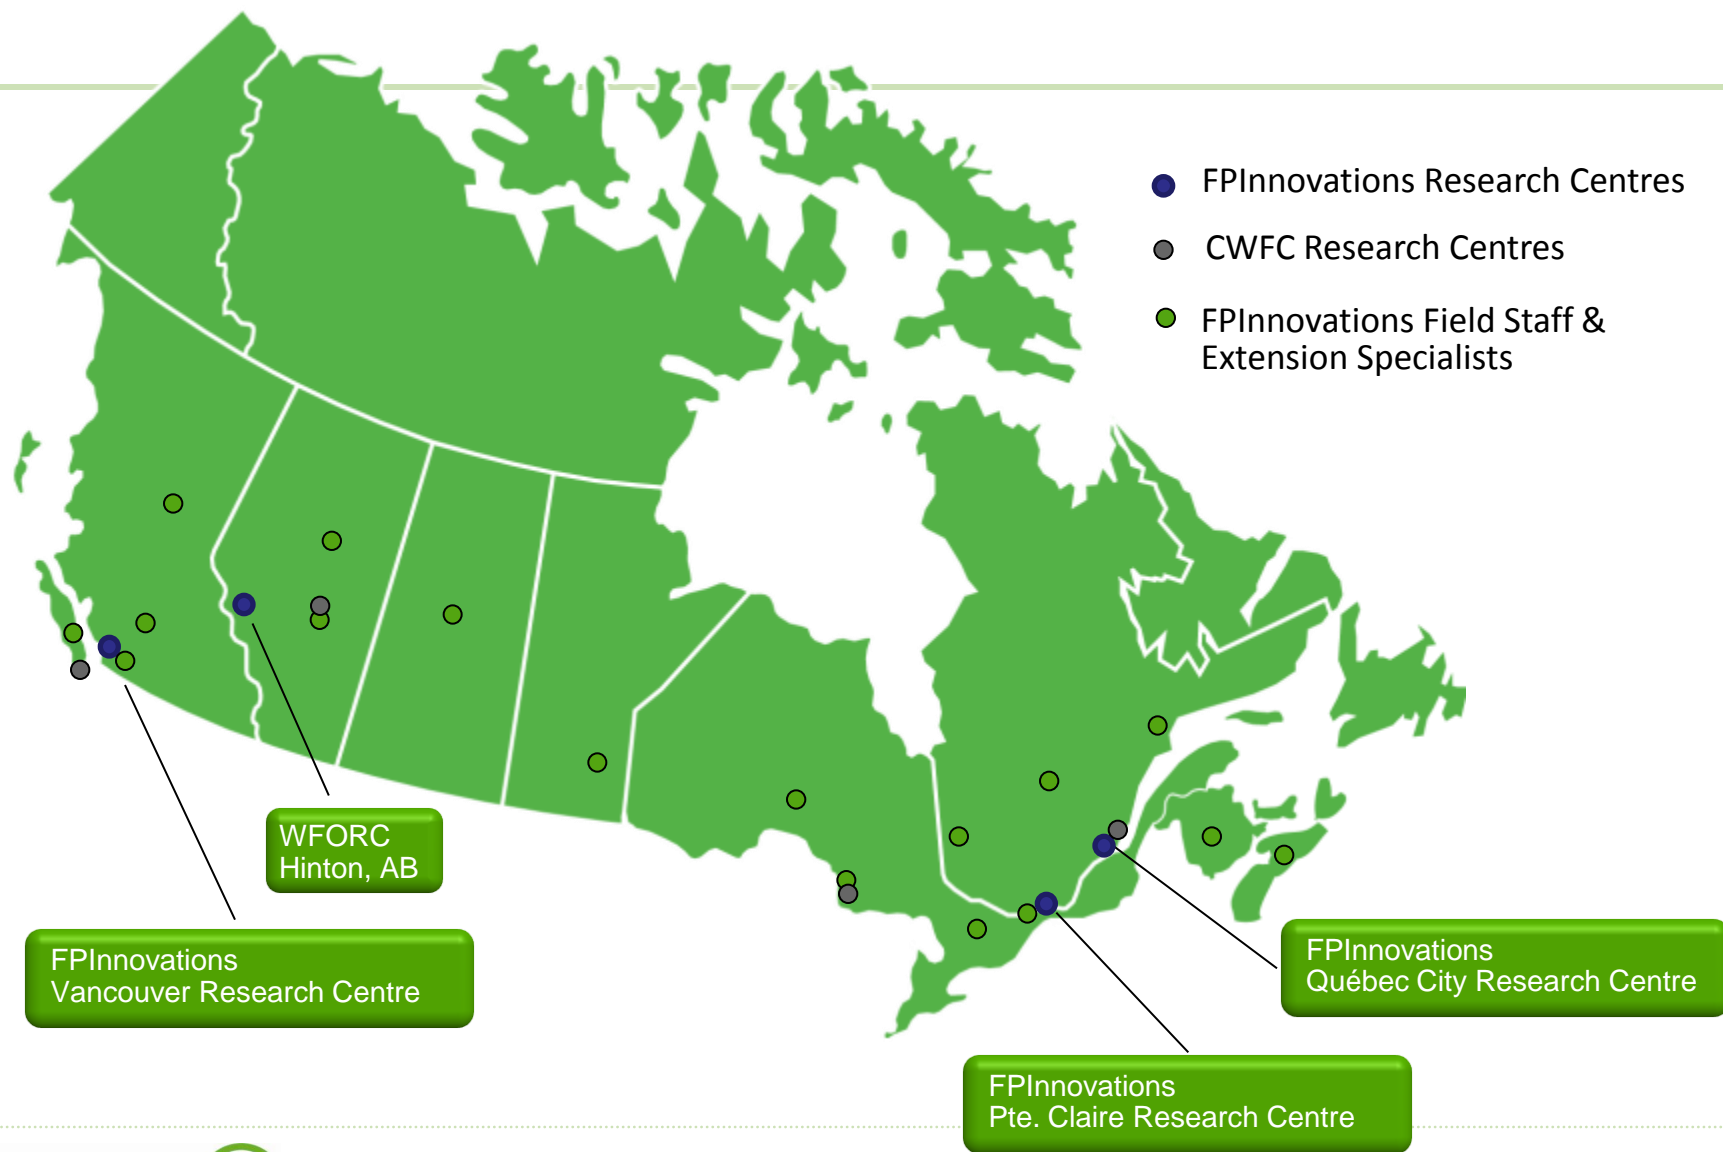 FPInnovations Research Centres
CWFC Research Centres
FPInnovations Field Staff &
Extension Specialists
WFORC
Hinton, AB
FPInnovations
Vancouver Research Centre
FPInnovations
Québec City Research Centre
FPInnovations
Pte. Claire Research Centre